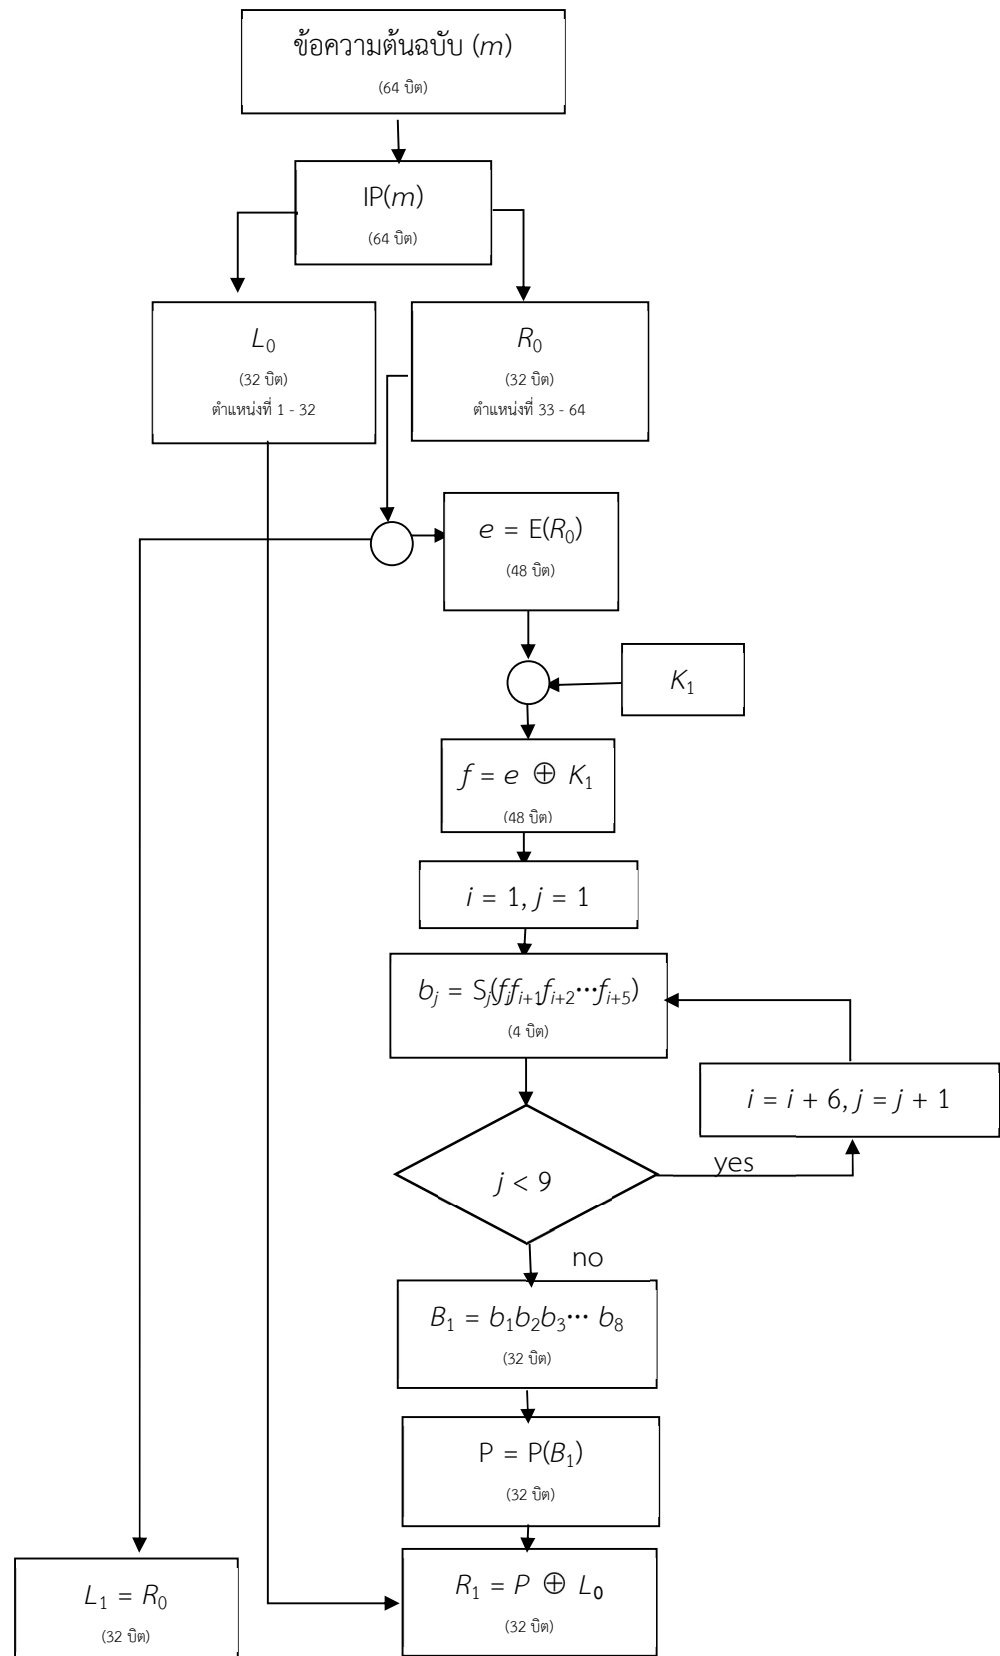 ข้อความต้นฉบับ (m)
(64 บิต)
IP(m)
(64 บิต)
L₀
(32 บิต)
ตำแหน่งที่ 1 - 32
R₀
(32 บิต)
ตำแหน่งที่ 33 - 64
e = E(R₀)
(48 บิต)
K₁
f = e ⊕ K₁
(48 บิต)
i = 1, j = 1
bⱼ = Sⱼ(fᵢfᵢ₊₁fᵢ₊₂⋯fᵢ₊₅)
(4 บิต)
i = i + 6, j = j + 1
j < 9
yes
no
B₁ = b₁b₂b₃⋯ b₈
(32 บิต)
P = P(B₁)
(32 บิต)
R₁ = P ⊕ L₀
(32 บิต)
L₁ = R₀
(32 บิต)